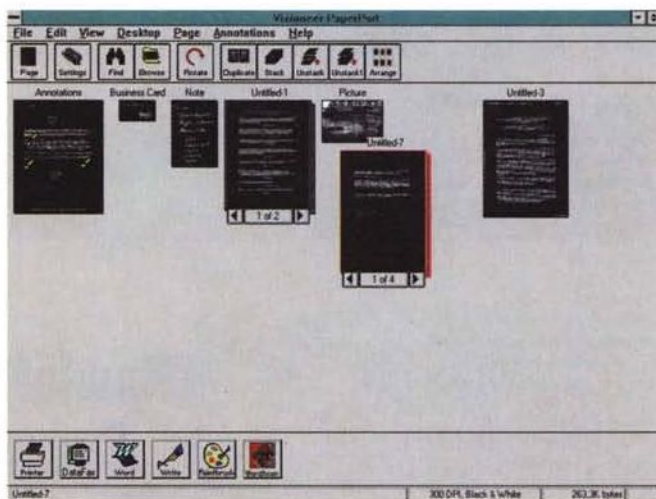 Visioneer PaperPort
File Edit View Desktop Page Annotations Help
Page Settings Find Browse Rotate Duplicate Stack Unstack Unstack1 Arrange
Annotations Business Card Note Untitled-1 Picture Untitled-3
Untitled-7
1 of 2
1 of 4
Printer DataFax Word Write Paintbrush
Untitled-7 300 DPI, Black & White 263.3K bytes